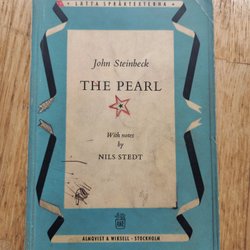 LÄTTA SPRÅKTEXTERNA
John Steinbeck
THE PEARL
With notes
by
NILS STEDT
ALMQVIST & WIKSELL · STOCKHOLM